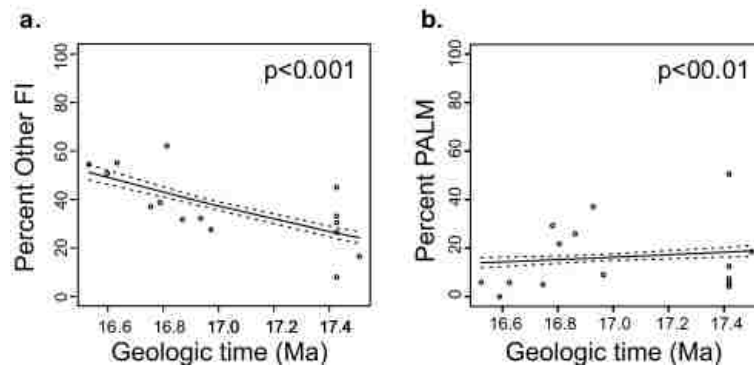 a.
p<0.001
Percent Other FI
100
80
60
40
20
0
16.6 16.8 17.0 17.2 17.4
Geologic time (Ma)
b.
p<00.01
Percent PALM
100
80
60
40
20
0
16.6 16.8 17.0 17.2 17.4
Geologic time (Ma)